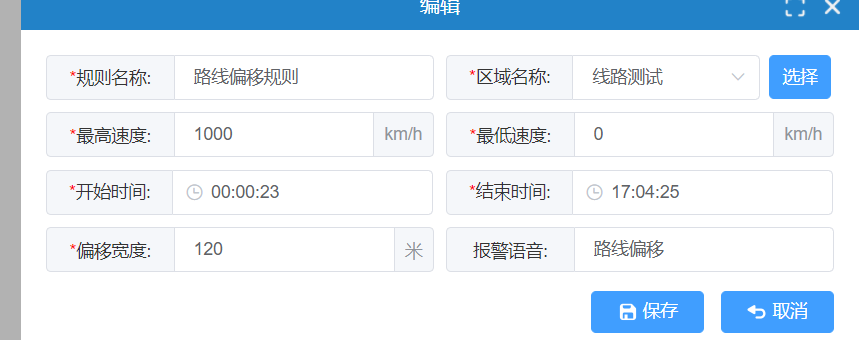 编辑
*规则名称: 路线偏移规则 *区域名称: 线路测试 选择
*最高速度: 1000 km/h *最低速度: 0 km/h
*开始时间: 00:00:23 *结束时间: 17:04:25
*偏移宽度: 120 米 报警语音: 路线偏移
保存 取消